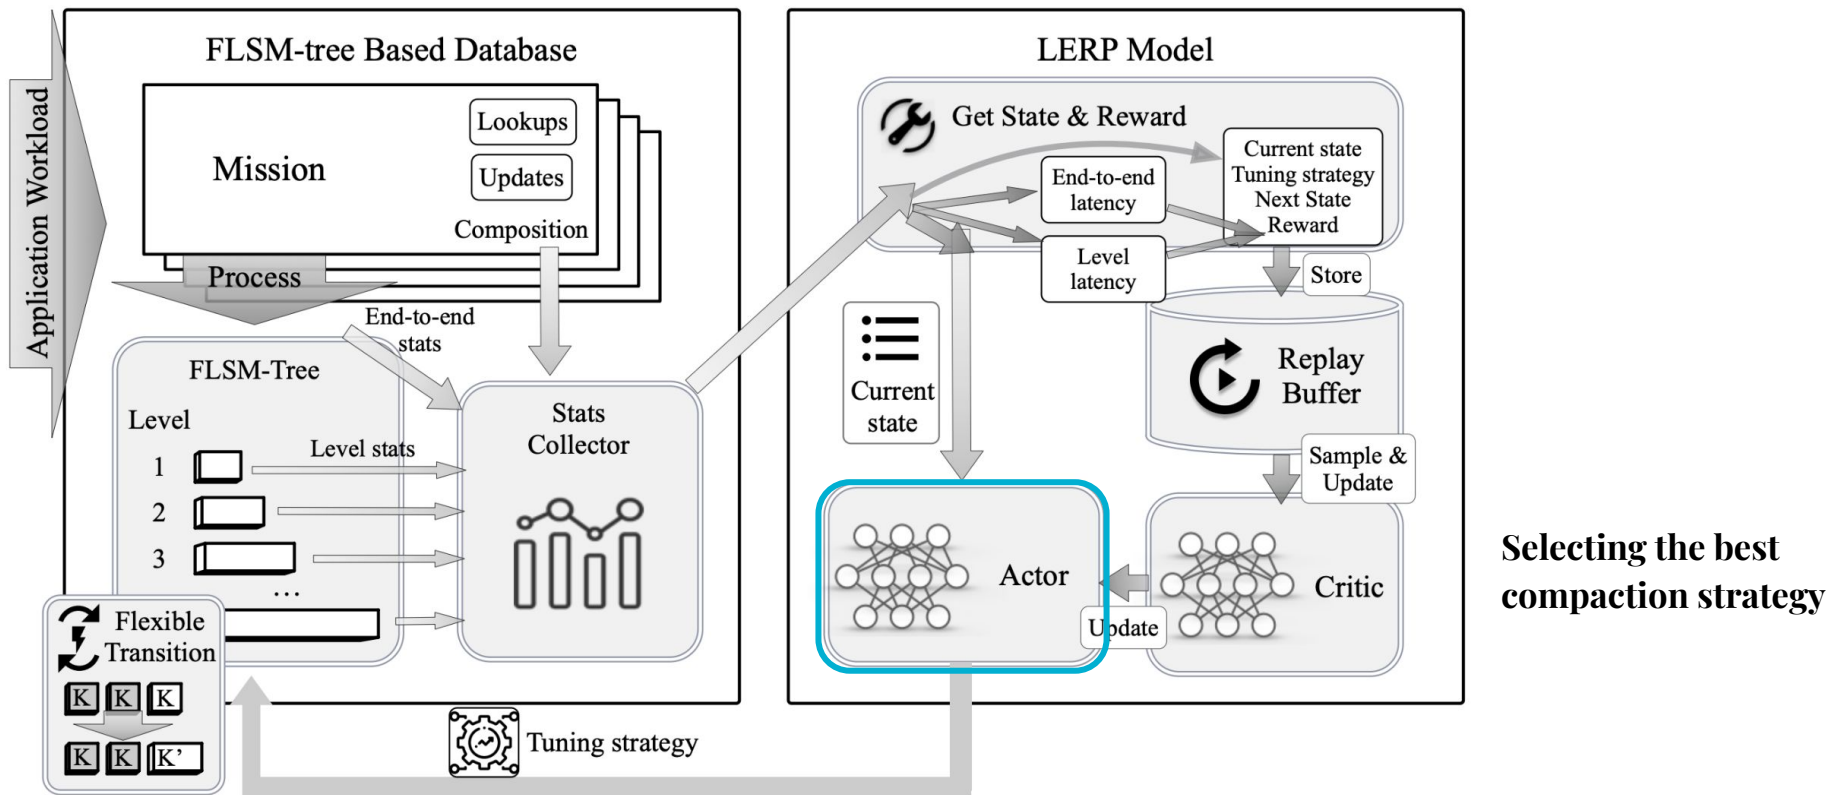 FLSM-tree Based Database
Application Workload
Mission
Lookups
Updates
Composition
Process
End-to-end
stats
FLSM-Tree
Level
1
2
3
...
Level stats
Stats
Collector
Flexible
Transition
K K K
K K K’
Tuning strategy
LERP Model
Get State & Reward
End-to-end
latency
Level
latency
Current state
Tuning strategy
Next State
Reward
Store
Current
state
Replay
Buffer
Sample &
Update
Actor
Update
Critic
Selecting the best
compaction strategy